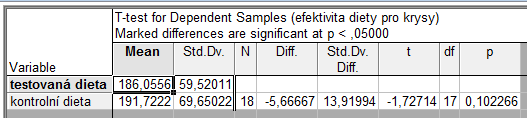 T-test for Dependent Samples (efektivita diety pro krysy)
Marked differences are significant at p < ,05000
Variable Mean Std.Dv. N Diff. Std.Dv. Diff. t df p
testovaná dieta 186,0556 59,52011
kontrolní dieta 191,7222 69,65022 18 -5,66667 13,91994 -1,72714 17 0,102266